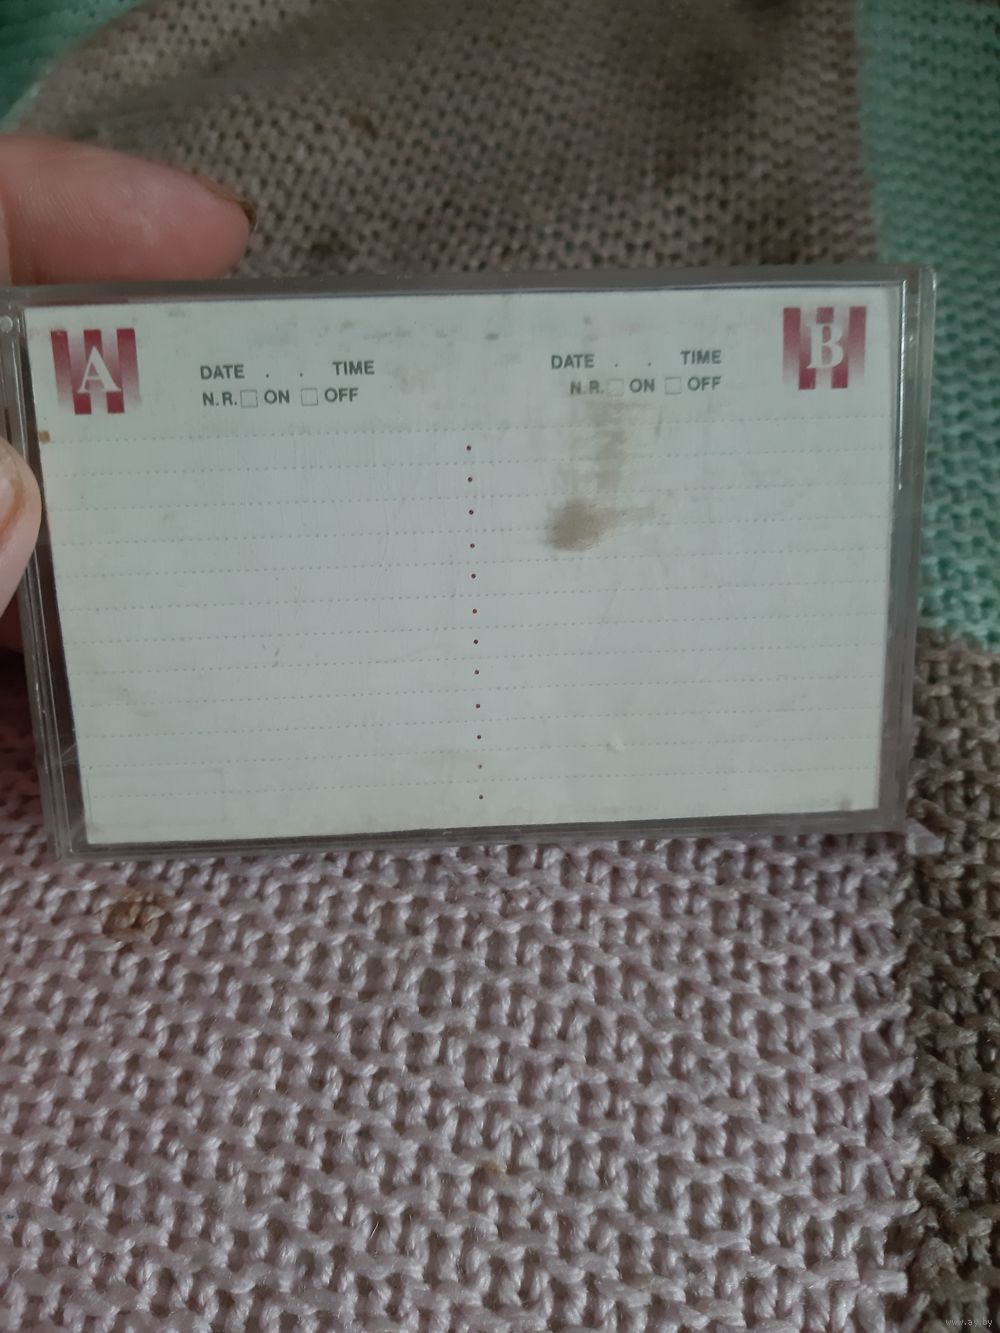 A
DATE . . TIME
N.R. ☐ ON ☐ OFF
DATE . . TIME
N.R. ☐ ON ☐ OFF
B
www.ay.by